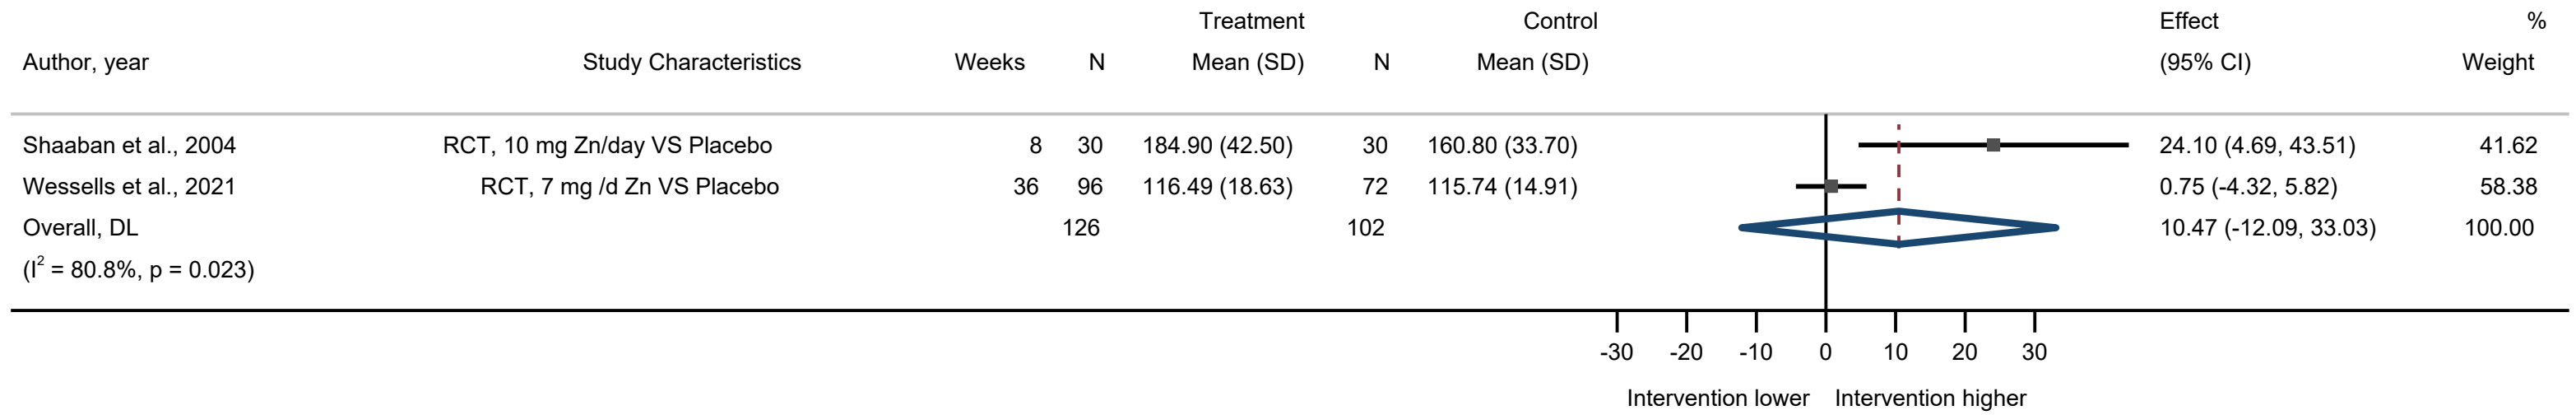 Treatment Control Effect %
Author, year Study Characteristics Weeks N Mean (SD) N Mean (SD) (95% CI) Weight
Shaaban et al., 2004 RCT, 10 mg Zn/day VS Placebo 8 30 184.90 (42.50) 30 160.80 (33.70) 24.10 (4.69, 43.51) 41.62
Wessells et al., 2021 RCT, 7 mg /d Zn VS Placebo 36 96 116.49 (18.63) 72 115.74 (14.91) 0.75 (-4.32, 5.82) 58.38
Overall, DL 126 102 10.47 (-12.09, 33.03) 100.00
(I² = 80.8%, p = 0.023)
-30 -20 -10 0 10 20 30
Intervention lower Intervention higher